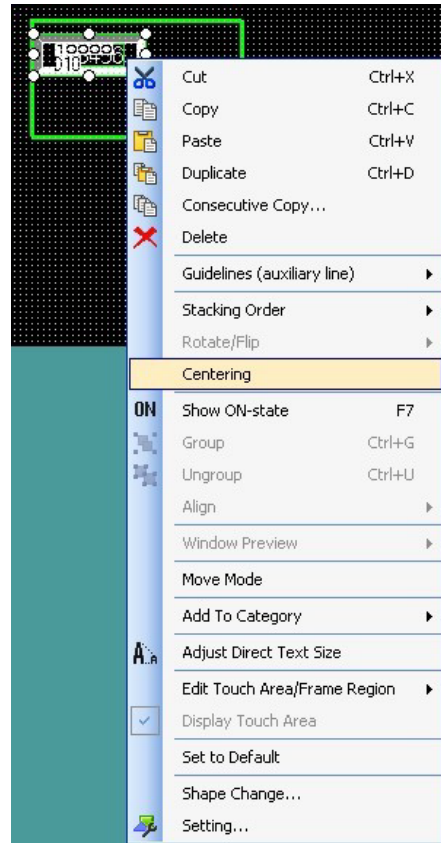 Cut Ctrl+X
Copy Ctrl+C
Paste Ctrl+V
Duplicate Ctrl+D
Consecutive Copy...
Delete
Guidelines (auxiliary line)
Stacking Order
Rotate/Flip
Centering
ON Show ON-state F7
Group Ctrl+G
Ungroup Ctrl+U
Align
Window Preview
Move Mode
Add To Category
A..A Adjust Direct Text Size
Edit Touch Area/Frame Region
Display Touch Area
Set to Default
Shape Change...
Setting...